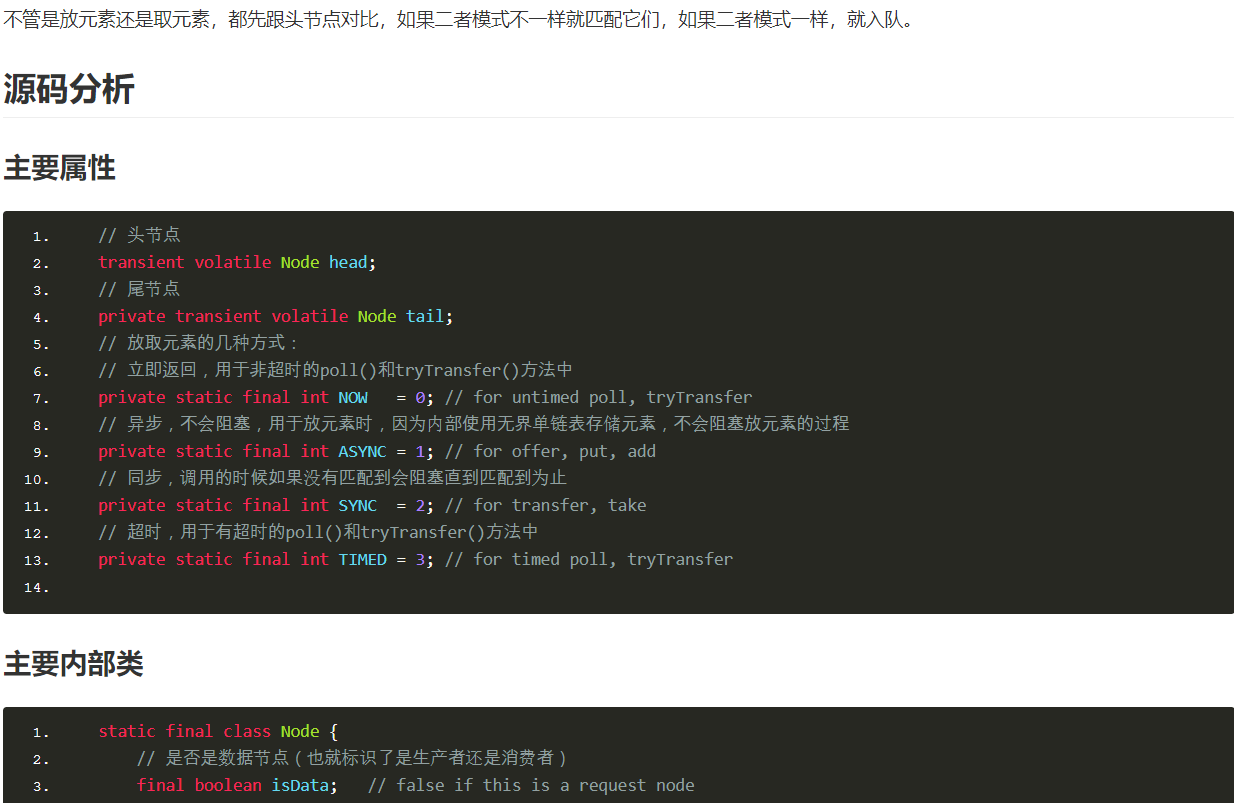 不管是放元素还是取元素，都先跟头节点对比，如果二者模式不一样就匹配它们，如果二者模式一样，就入队。
源码分析
主要属性
1. // 头节点
2. transient volatile Node head;
3. // 尾节点
4. private transient volatile Node tail;
5. // 放取元素的几种方式：
6. // 立即返回，用于非超时的poll()和tryTransfer()方法中
7. private static final int NOW   = 0; // for untimed poll, tryTransfer
8. // 异步，不会阻塞，用于放元素时，因为内部使用无界单链表存储元素，不会阻塞放元素的过程
9. private static final int ASYNC = 1; // for offer, put, add
10. // 同步，调用的时候如果没有匹配到会阻塞直到匹配到为止
11. private static final int SYNC  = 2; // for transfer, take
12. // 超时，用于有超时的poll()和tryTransfer()方法中
13. private static final int TIMED = 3; // for timed poll, tryTransfer
14.
主要内部类
1. static final class Node {
2. // 是否是数据节点（也就标识了是生产者还是消费者）
3. final boolean isData;   // false if this is a request node